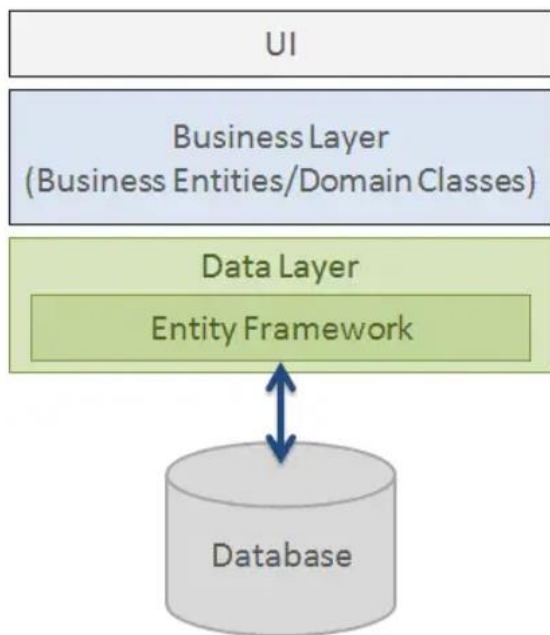 UI
Business Layer
(Business Entities/Domain Classes)
Data Layer
Entity Framework
Database